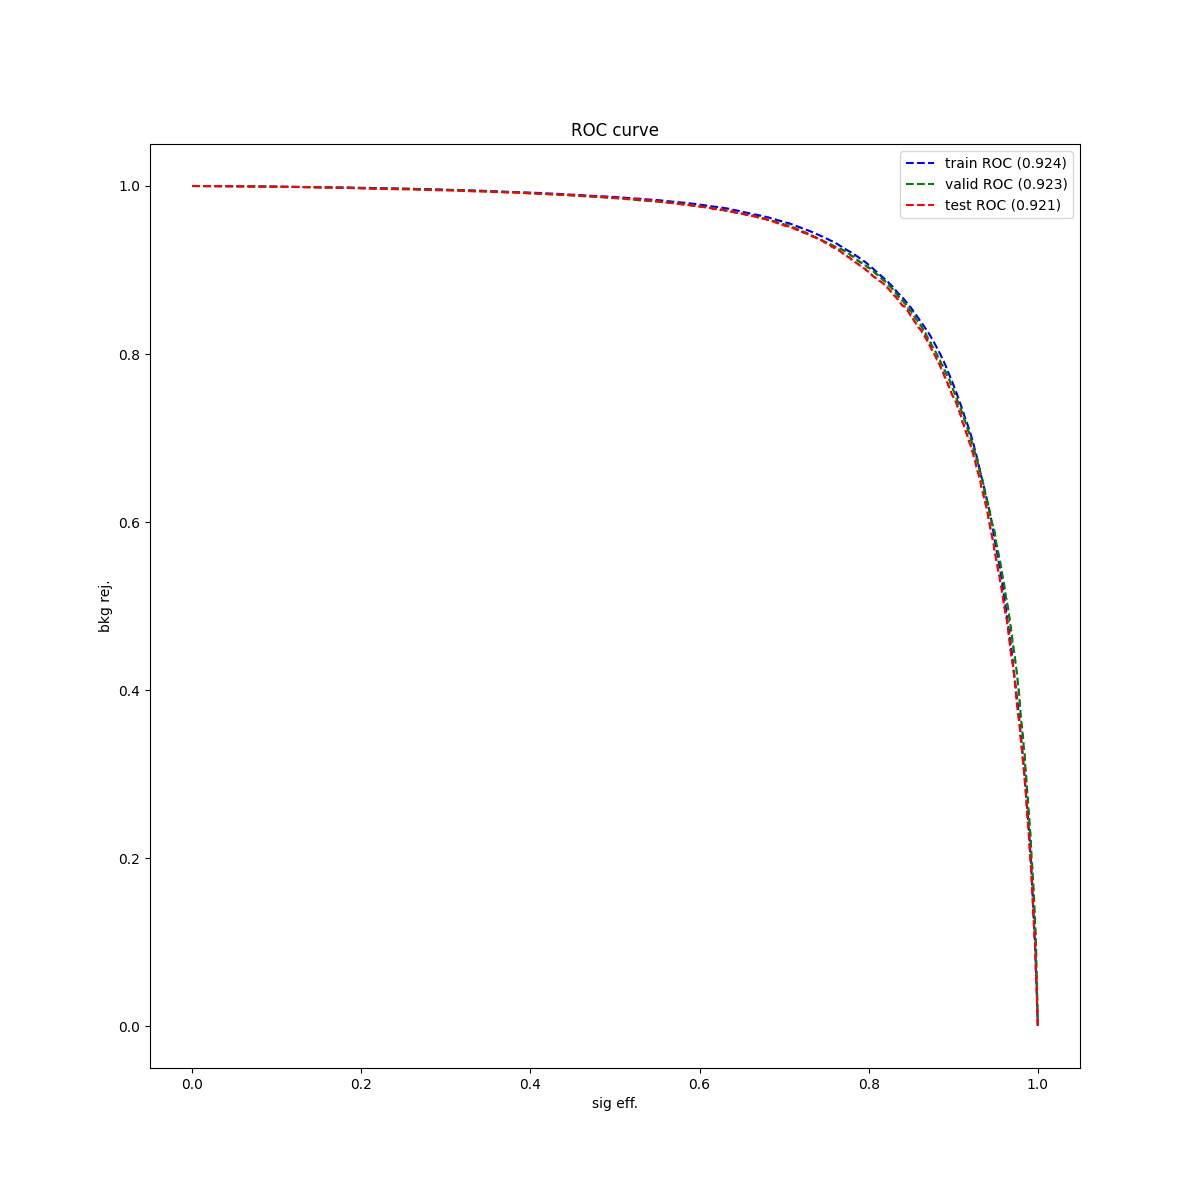 ROC curve
train ROC (0.924)
valid ROC (0.923)
test ROC (0.921)
1.0
0.8
0.6
0.4
0.2
0.0
bkg rej.
0.0 0.2 0.4 0.6 0.8 1.0
sig eff.